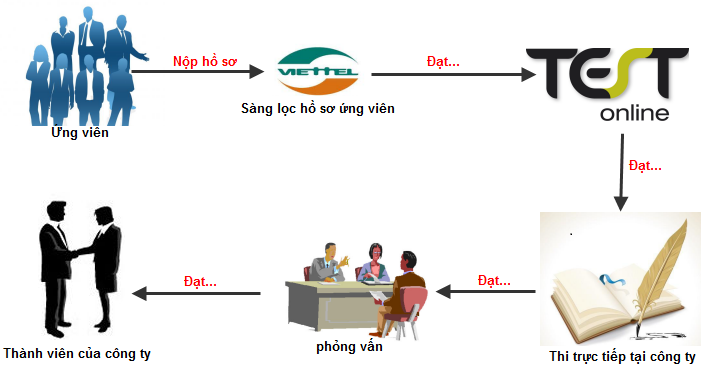 Nộp hồ sơ
VIETTEL
Đạt...
TEST
online
Ứng viên
Sàng lọc hồ sơ ứng viên
Đạt...
Đạt...
Đạt...
Thành viên của công ty
phỏng vấn
Thi trực tiếp tại công ty